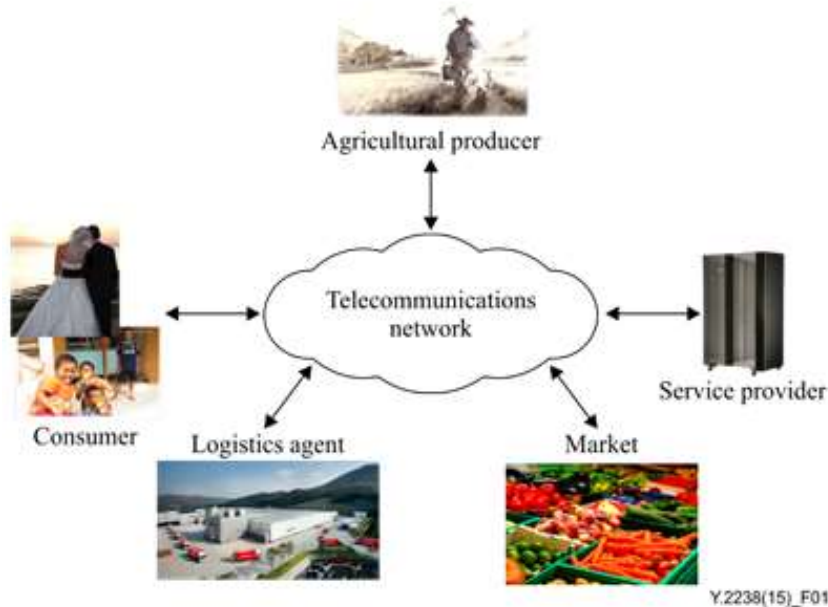 Agricultural producer
Telecommunications
network
Service provider
Consumer
Logistics agent
Market
Y.2238(15)_F01